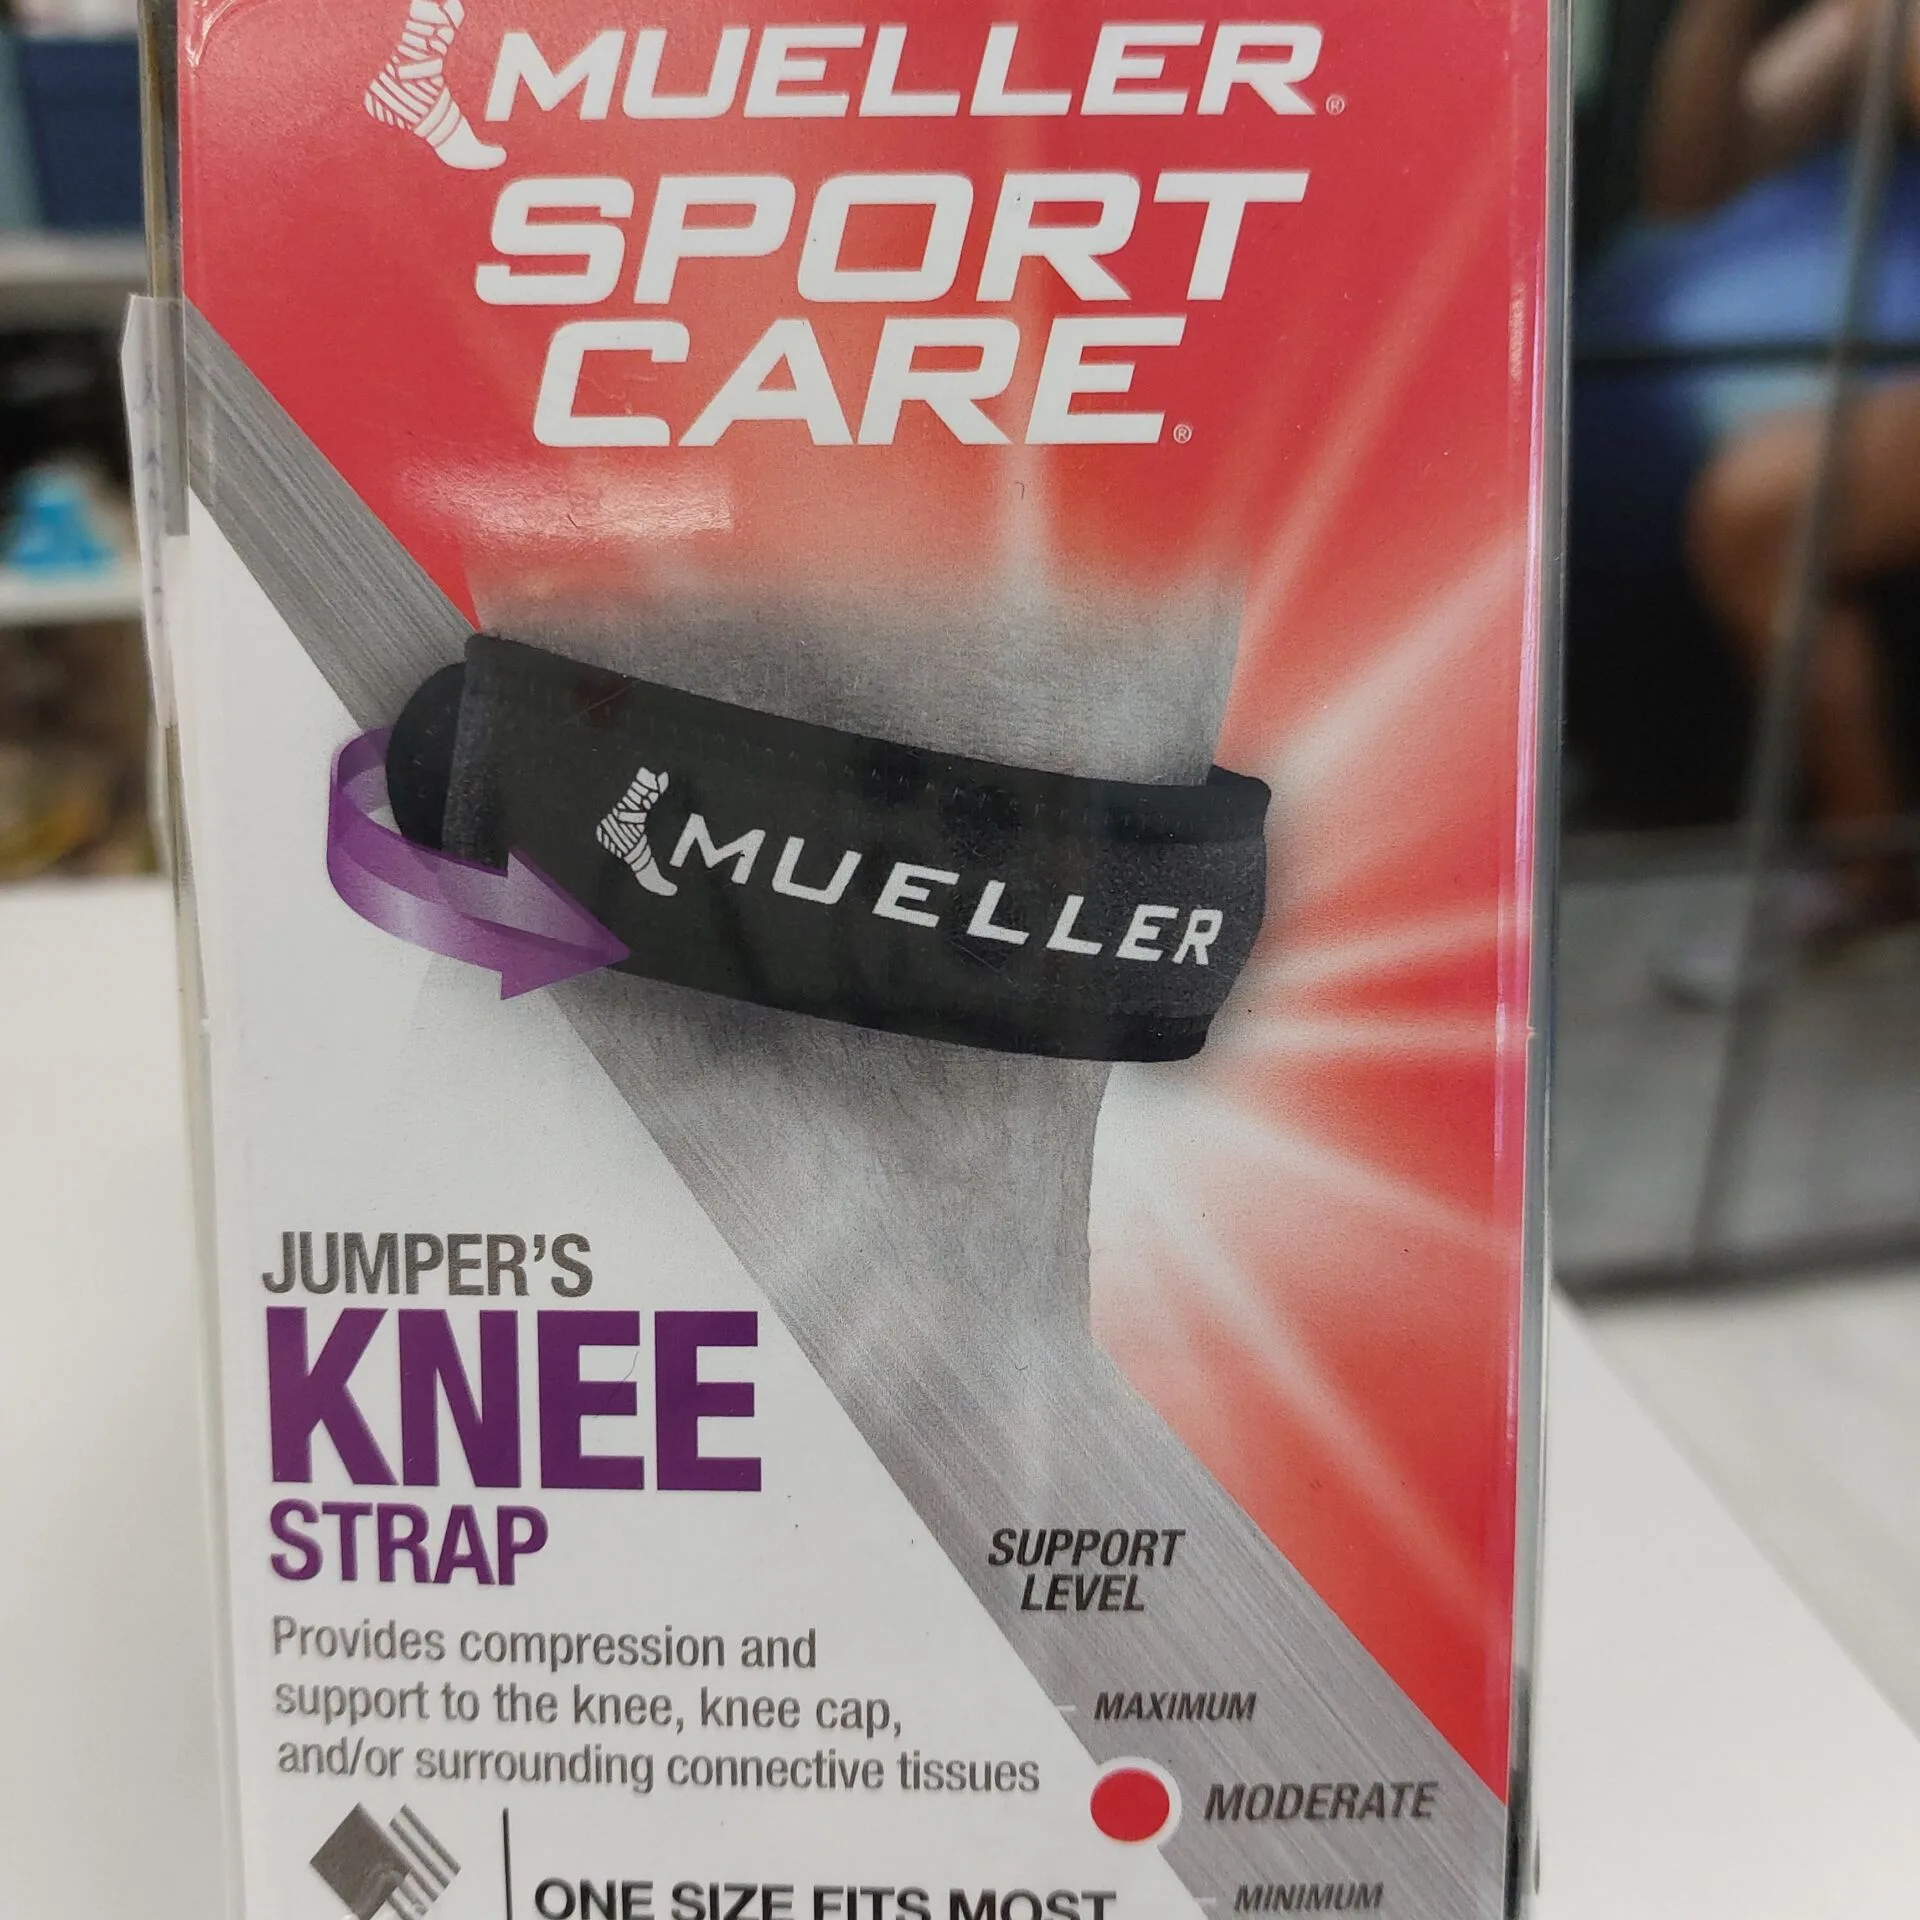 MUELLER®
SPORT
CARE®
MUELLER
JUMPER'S
KNEE
STRAP
Provides compression and
support to the knee, knee cap,
and/or surrounding connective tissues
SUPPORT
LEVEL
MAXIMUM
MODERATE
MINIMUM
ONE SIZE FITS MOST